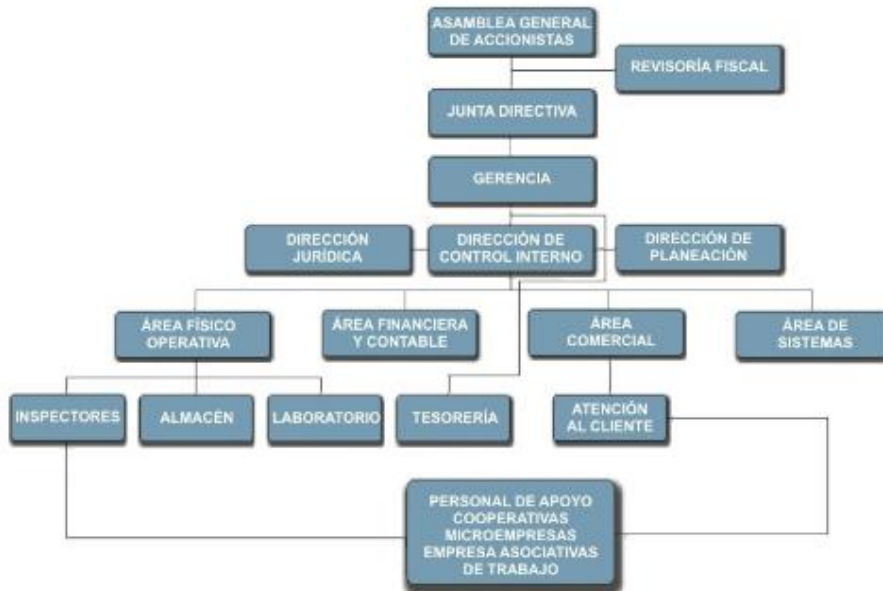 ASAMBLEA GENERAL
DE ACCIONISTAS
REVISORÍA FISCAL
JUNTA DIRECTIVA
GERENCIA
DIRECCIÓN
JURÍDICA
DIRECCIÓN DE
CONTROL INTERNO
DIRECCIÓN DE
PLANEACIÓN
ÁREA FÍSICO
OPERATIVA
ÁREA FINANCIERA
Y CONTABLE
ÁREA
COMERCIAL
ÁREA DE
SISTEMAS
INSPECTORES
ALMACÉN
LABORATORIO
TESORERÍA
ATENCIÓN
AL CLIENTE
PERSONAL DE APOYO
COOPERATIVAS
MICROEMPRESAS
EMPRESA ASOCIATIVAS
DE TRABAJO